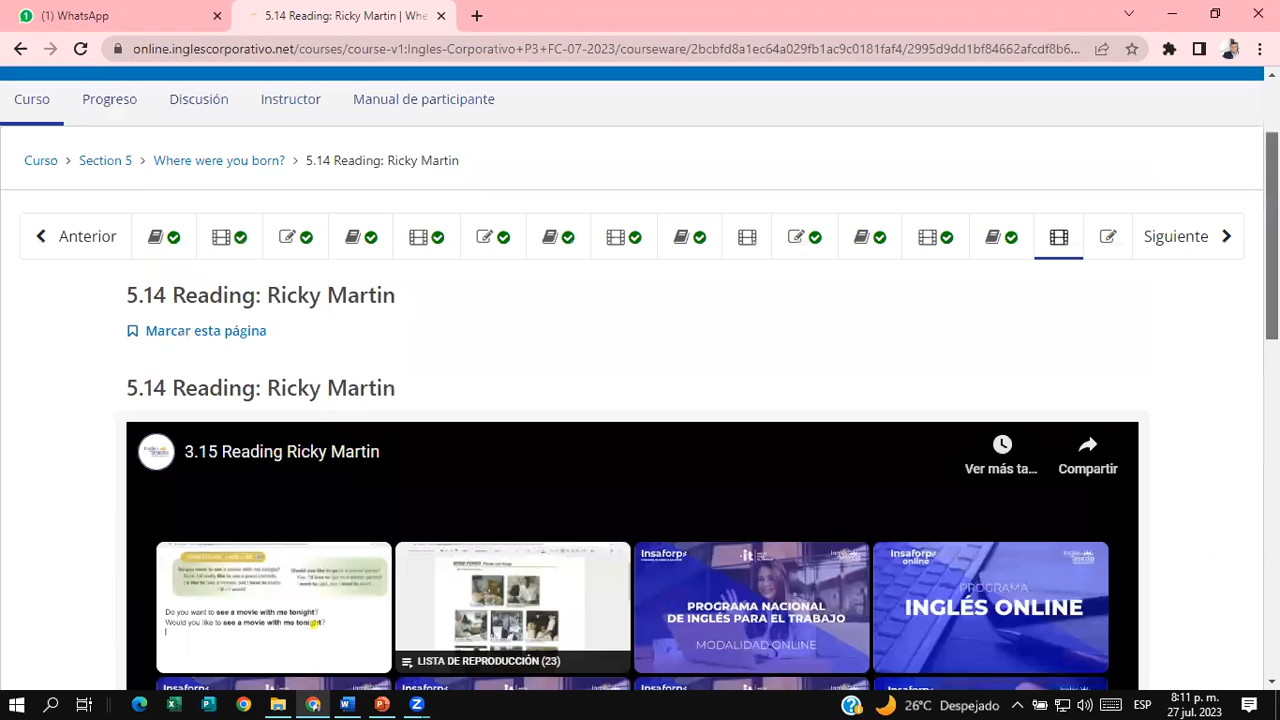 (1) WhatsApp
5.14 Reading: Ricky Martin | Whe
online.inglescorporativo.net/courses/course-v1:Ingles-Corporativo+P3+FC-07-2023/courseware/2bcbfd8a1ec64a029fb1ac9c0181faf4/2995d9dd1bf84662afcdf8b6...
Curso Progreso Discusión Instructor Manual de participante
Curso > Section 5 > Where were you born? > 5.14 Reading: Ricky Martin
Anterior Siguiente
5.14 Reading: Ricky Martin
Marcar esta página
5.14 Reading: Ricky Martin
3.15 Reading Ricky Martin
Ver más ta... Compartir
Do you want to see a movie with me tonight?
Would you like to see a movie with me tonight?
LISTA DE REPRODUCCIÓN (23)
Insaforp
PROGRAMA NACIONAL
DE INGLÉS PARA EL TRABAJO
MODALIDAD ONLINE
Insaforp
online
PROGRAMA
INGLÉS ONLINE
26°C Despejado
ESP
8:11 p. m.
27 jul. 2023